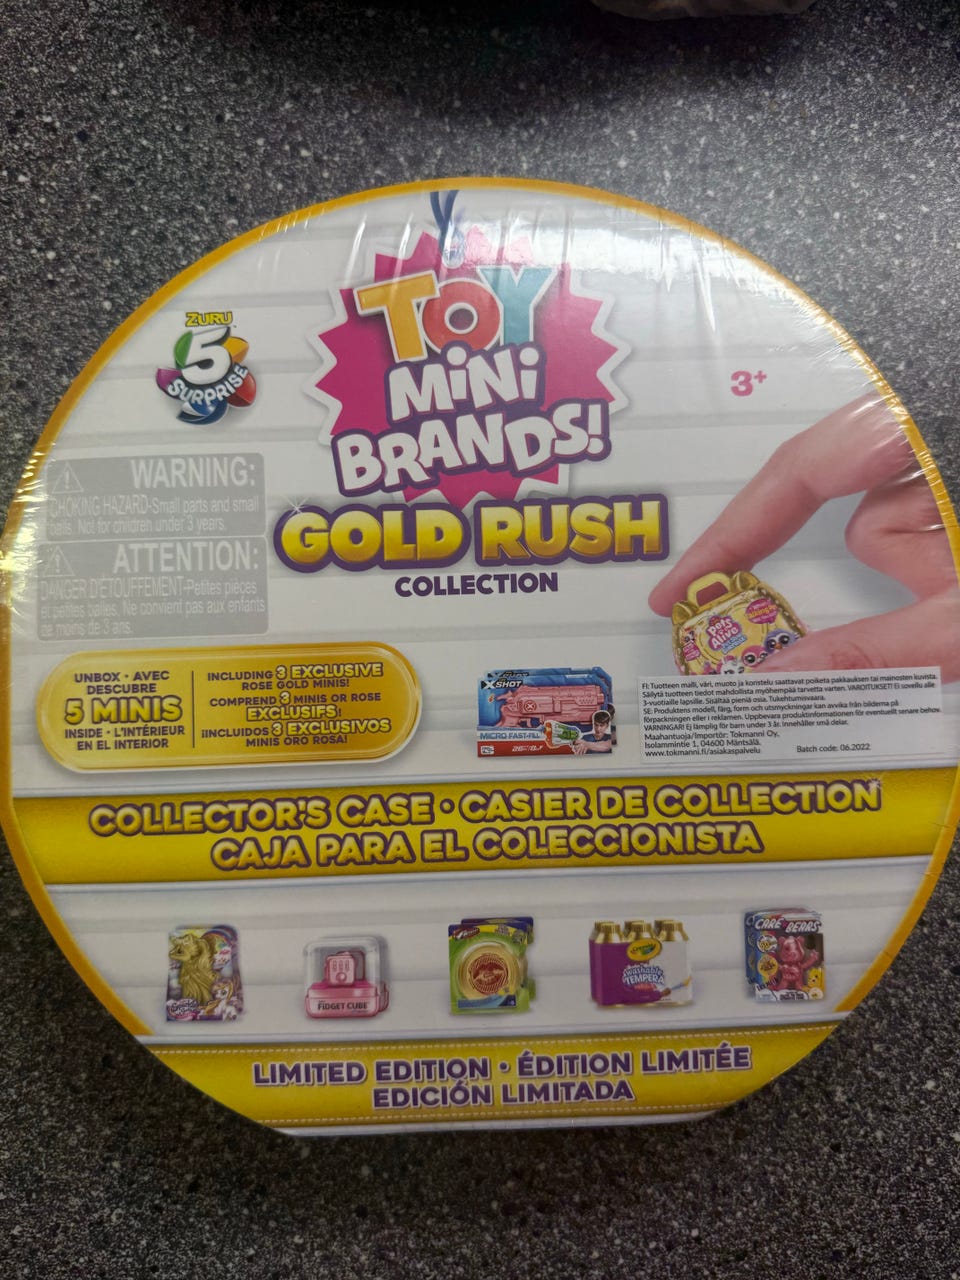 ZURU
5
SURPRISE
TOY
MiNi
BRANDS!
GOLD RUSH
COLLECTION
3+
WARNING:
CHOKING HAZARD-Small parts and small
balls. Not for children under 3 years.
ATTENTION:
DANGER D'ÉTOUFFEMENT-Petites pièces
et petites balles. Ne convient pas aux enfants
de moins de 3 ans.
UNBOX • AVEC
DESCUBRE
5 MINIS
INSIDE • L'INTÉRIEUR
EN EL INTERIOR
INCLUDING 3 EXCLUSIVE
ROSE GOLD MINIS!
COMPREND 3 MINIS OR ROSE
EXCLUSIFS!
¡INCLUIDOS 3 EXCLUSIVOS
MINIS ORO ROSA!
Pets
Alive
X SHOT
MICRO FAST-FILL
FI: Tuotteen malli, väri, muoto ja koristelu saattavat poiketa pakkauksen tai mainosten kuvista.
Säilytä tuotteen tiedot mahdollista myöhempää tarvetta varten. VAROITUKSET! Ei sovellu alle
3-vuotiaille lapsille. Sisältää pieniä osia. Tukehtumisvaara.
SE: Produktens modell, färg, form och utsmyckningar kan avvika från bilderna på
förpackningen eller i reklamen. Uppbevara produktinformationen för eventuellt senare behov.
VARNINGAR! Ej lämplig för barn under 3 år. Innehåller små delar.
Maahantuoja/Importör: Tokmanni Oy,
Isolammintie 1, 04600 Mäntsälä.
www.tokmanni.fi/asiakaspalvelu Batch code: 06.2022
COLLECTOR'S CASE • CASIER DE COLLECTION
CAJA PARA EL COLECCIONISTA
FIDGET CUBE
Crayola
Washable
TEMPERA
CARE BEARS
LIMITED EDITION • ÉDITION LIMITÉE
EDICIÓN LIMITADA